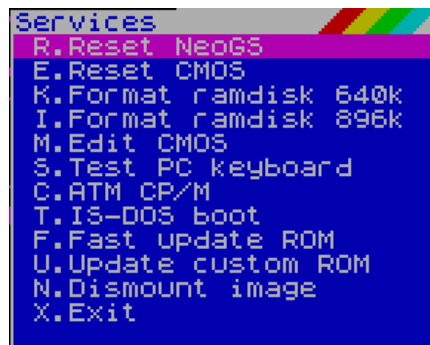 Services
R.Reset NeoGS
E.Reset CMOS
K.Format ramdisk 640k
I.Format ramdisk 896k
M.Edit CMOS
S.Test PC keyboard
C.ATM CP/M
T.IS-DOS boot
F.Fast update ROM
U.Update custom ROM
N.Dismount image
X.Exit